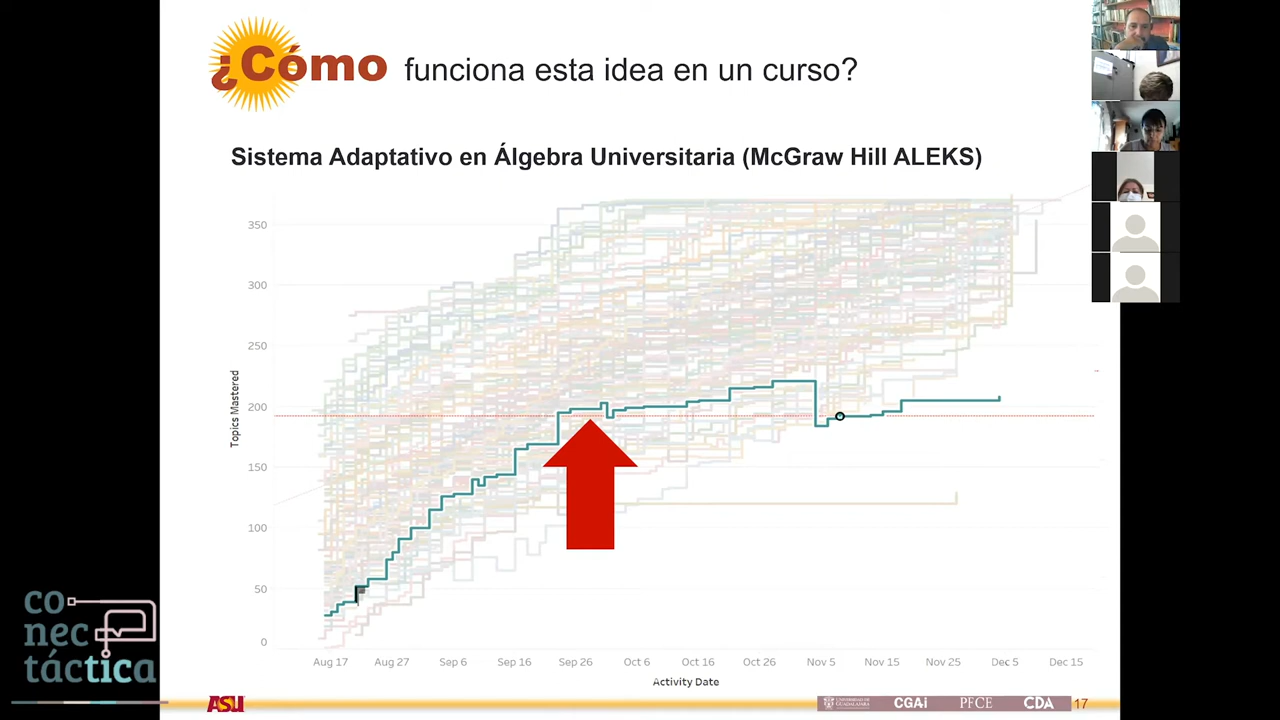 ¿Cómo funciona esta idea en un curso?
Sistema Adaptativo en Álgebra Universitaria (McGraw Hill ALEKS)
350
300
250
200
150
100
50
0
Topics Mastered
Aug 17 Aug 27 Sep 6 Sep 16 Sep 26 Oct 6 Oct 16 Oct 26 Nov 5 Nov 15 Nov 25 Dec 5 Dec 15
Activity Date
co
nec
táctica
ASU
UNIVERSIDAD DE
GUADALAJARA
CGAi
PFCE
CDA
17